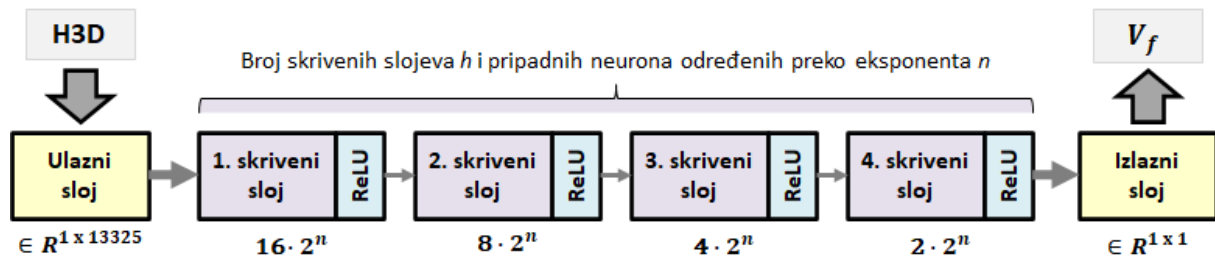 H3D
V_f
Broj skrivenih slojeva h i pripadnih neurona određenih preko eksponenta n
Ulazni
sloj
1. skriveni
sloj
ReLU
2. skriveni
sloj
ReLU
3. skriveni
sloj
ReLU
4. skriveni
sloj
ReLU
Izlazni
sloj
∈ R^{1 x 13325}
16 · 2^n
8 · 2^n
4 · 2^n
2 · 2^n
∈ R^{1 x 1}